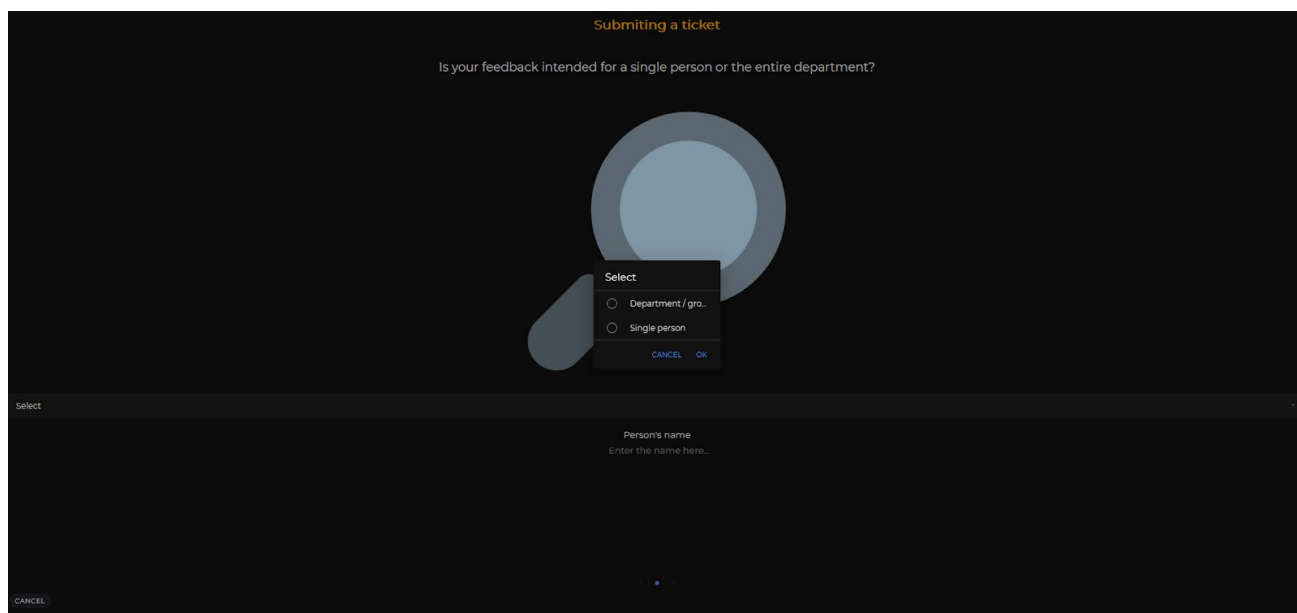 Submiting a ticket
Is your feedback intended for a single person or the entire department?
Select
Department / gro...
Single person
CANCEL OK
Select
Person's name
Enter the name here...
CANCEL